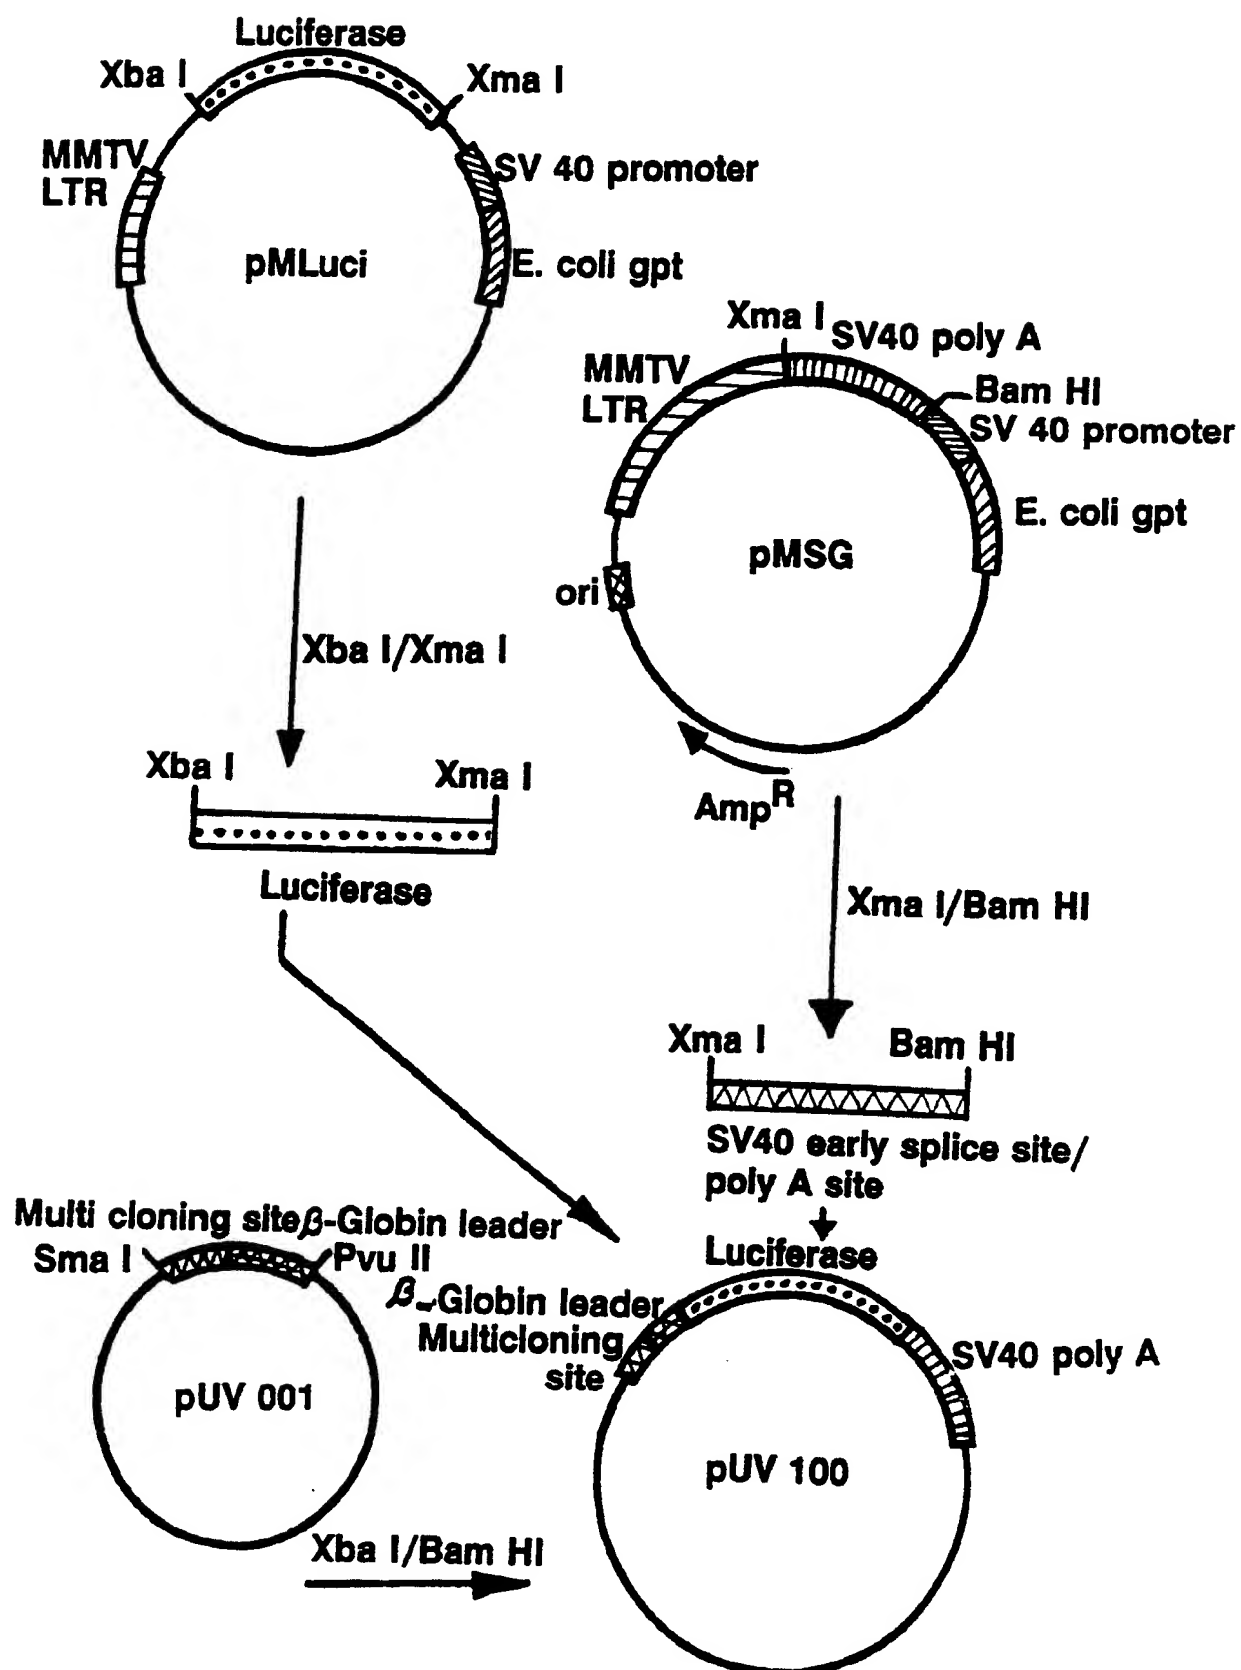 Luciferase
Xba I
Xma I
MMTV
LTR
SV 40 promoter
pMLuci
E. coli gpt
Xma I
SV40 poly A
MMTV
LTR
Bam HI
SV 40 promoter
E. coli gpt
pMSG
ori
Amp^R
Xba I/Xma I
Xba I
Xma I
Luciferase
Xma I/Bam HI
Xma I
Bam HI
SV40 early splice site/
poly A site
Multi cloning site β-Globin leader
Sma I
Pvu II
pUV 001
Xba I/Bam HI
Luciferase
β-Globin leader
Multicloning
site
SV40 poly A
pUV 100